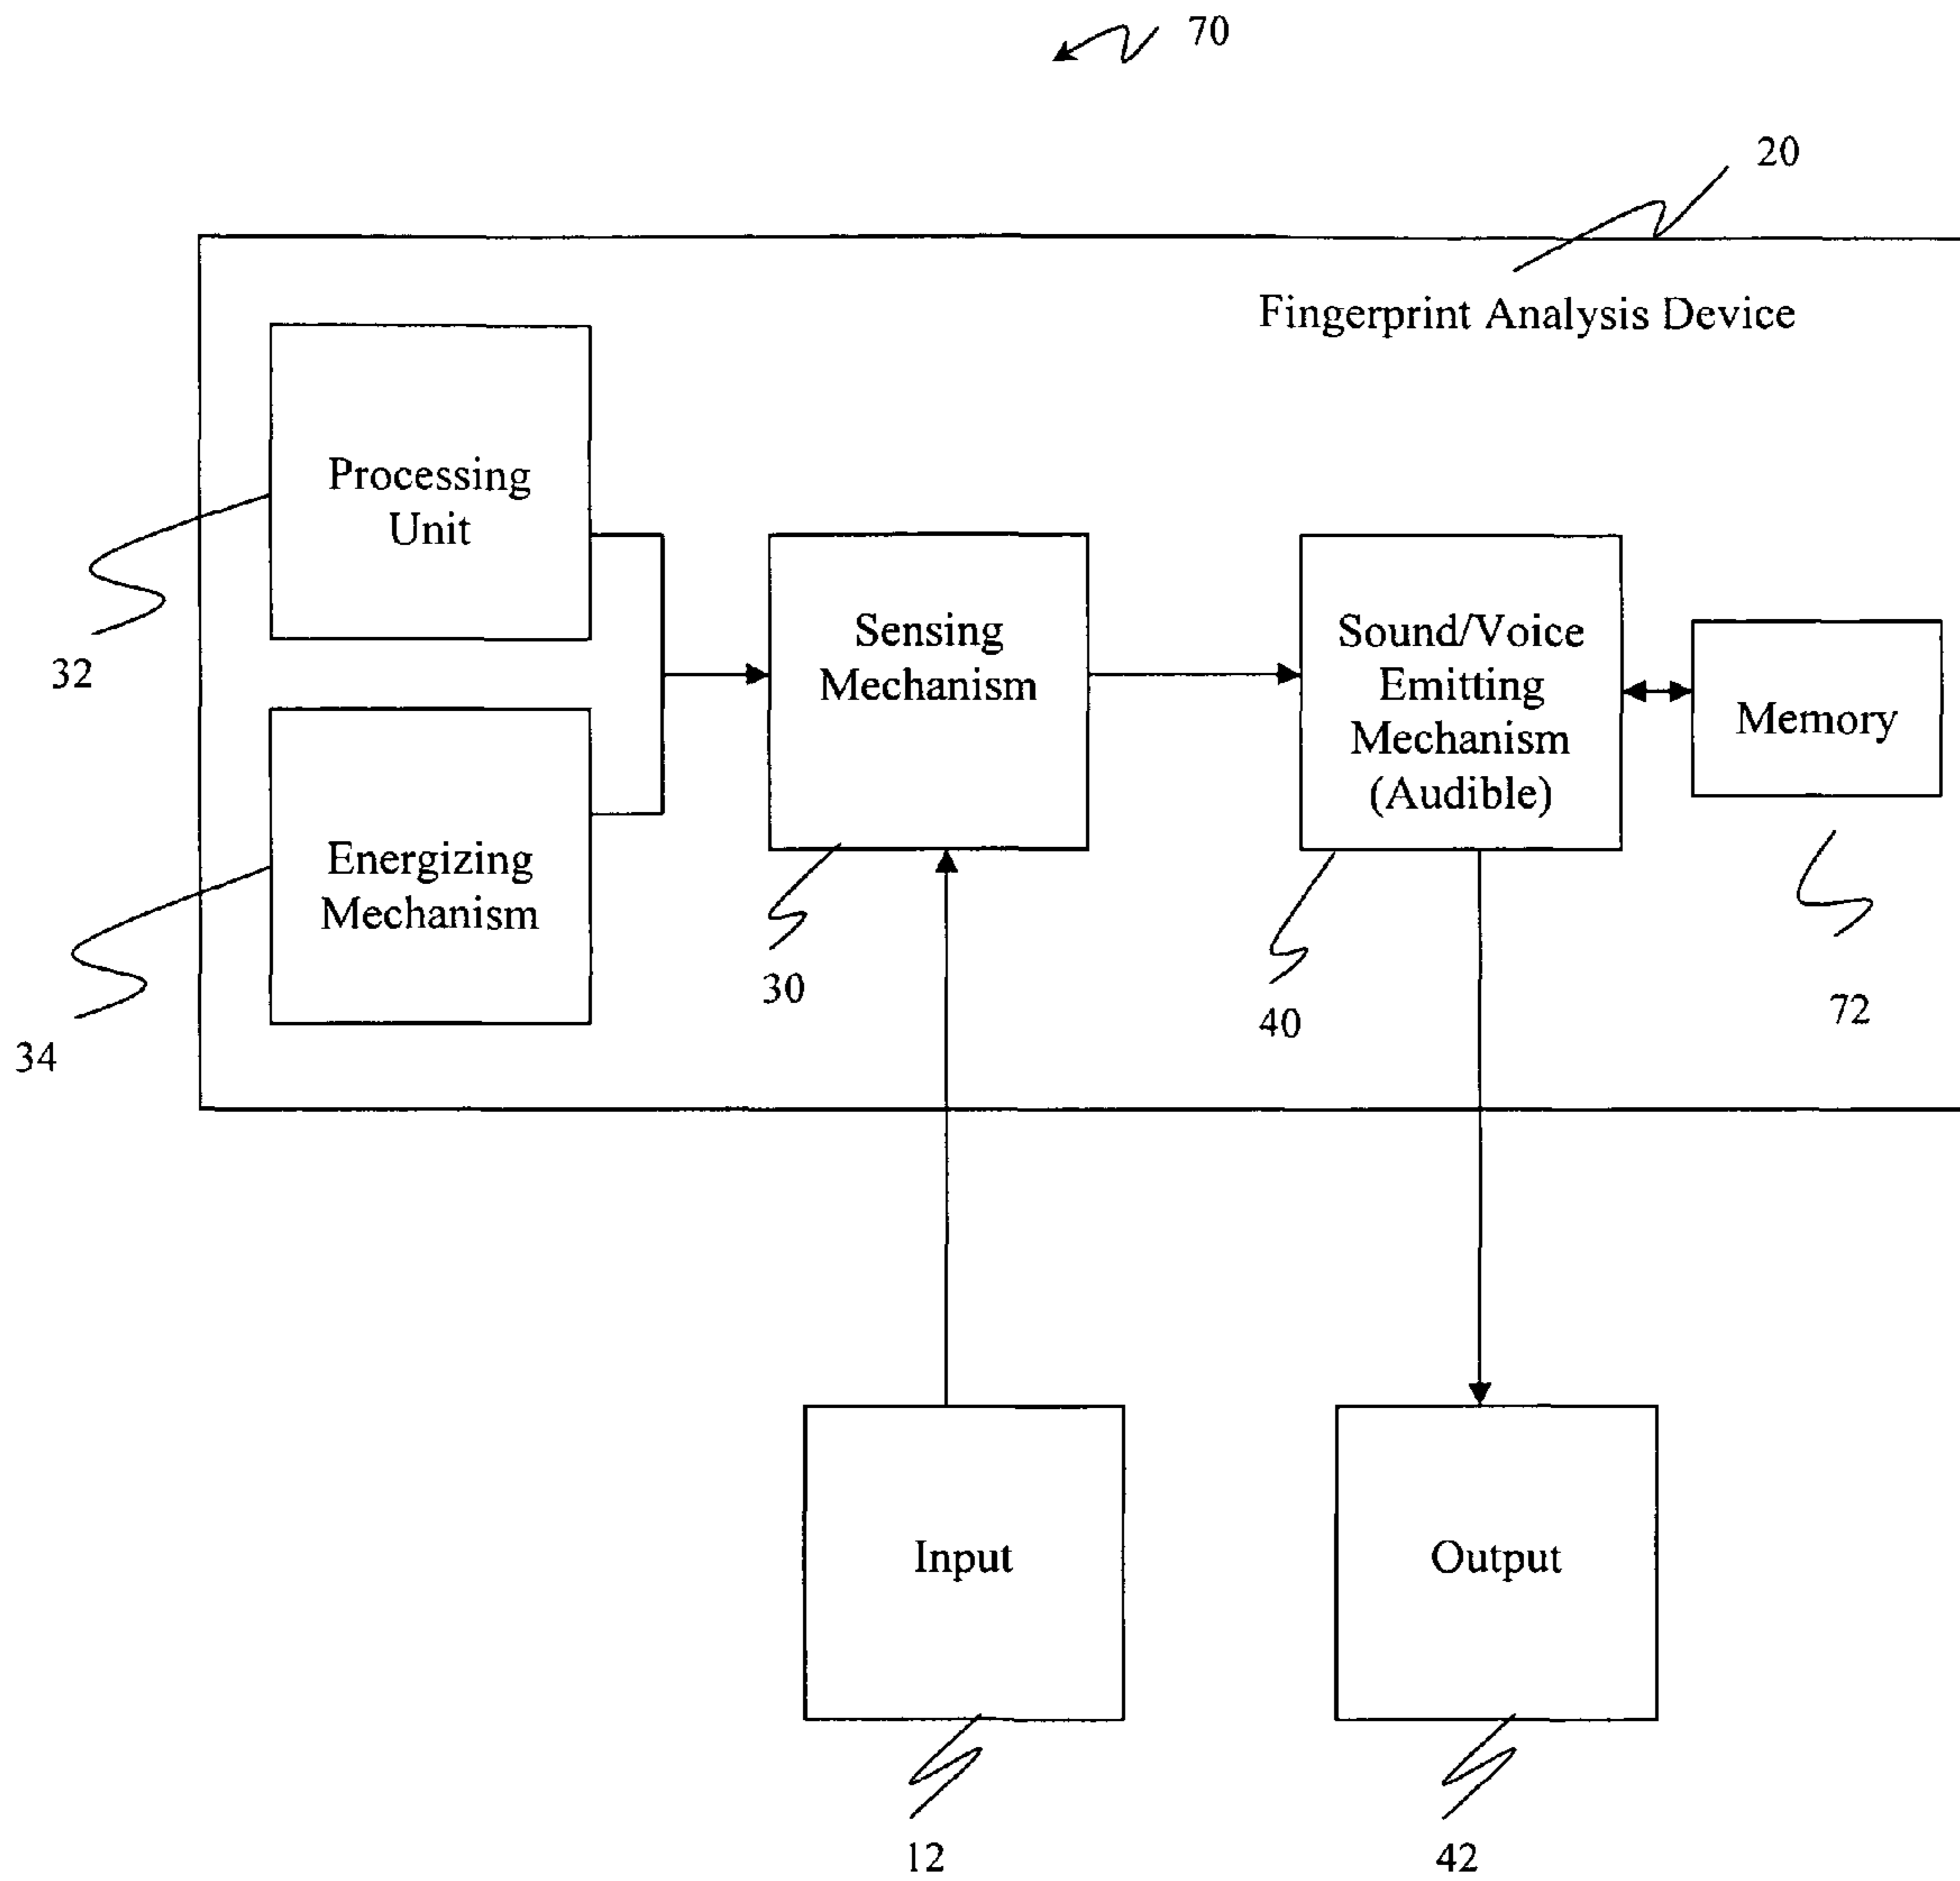 70
20
Fingerprint Analysis Device
Processing
Unit
Sensing
Mechanism
Sound/Voice
Emitting
Mechanism
(Audible)
Memory
32
Energizing
Mechanism
30
40
72
34
Input
Output
12
42